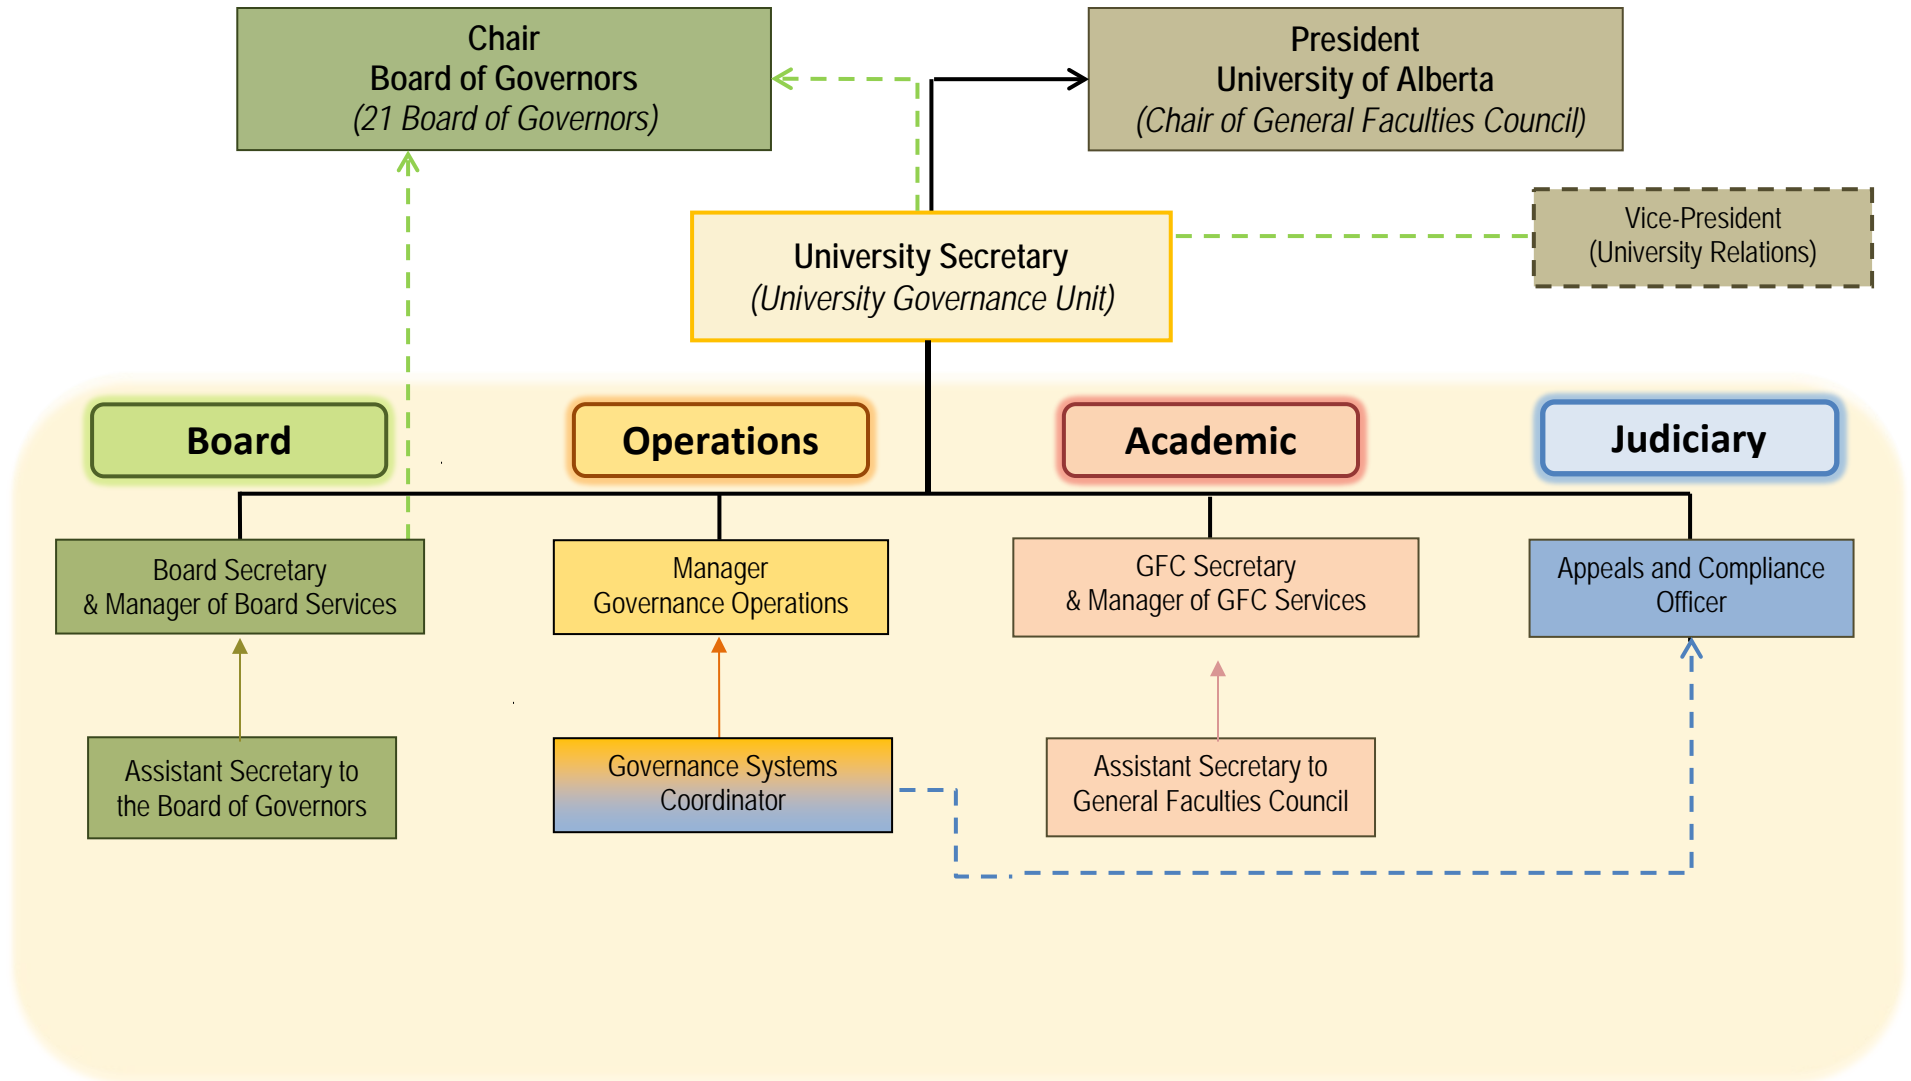 Chair
Board of Governors
(21 Board of Governors)
President
University of Alberta
(Chair of General Faculties Council)
Vice-President
(University Relations)
University Secretary
(University Governance Unit)
Board
Operations
Academic
Judiciary
Board Secretary
& Manager of Board Services
Manager
Governance Operations
GFC Secretary
& Manager of GFC Services
Appeals and Compliance
Officer
Assistant Secretary to
the Board of Governors
Governance Systems
Coordinator
Assistant Secretary to
General Faculties Council